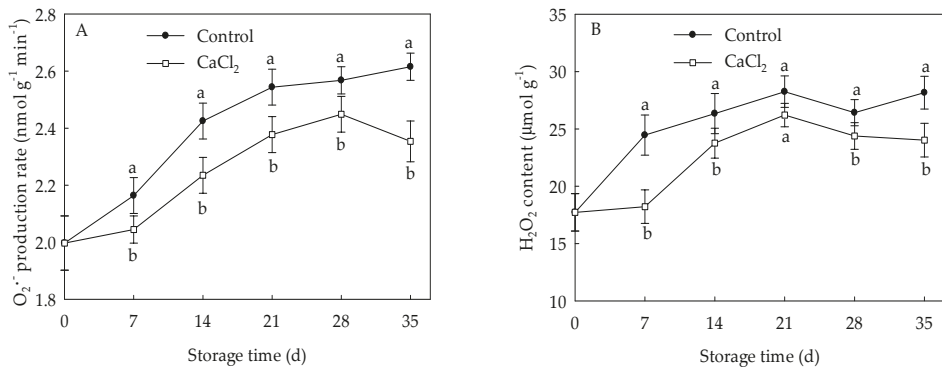 A
Control
CaCl₂
O₂·⁻ production rate (nmol g⁻¹ min⁻¹)
2.8
2.6
2.4
2.2
2.0
1.8
a
a
a
a
a
b
b
b
b
b
0
7
14
21
28
35
Storage time (d)
B
Control
CaCl₂
H₂O₂ content (μmol g⁻¹)
35
30
25
20
15
10
a
a
a
a
a
b
b
a
b
b
0
7
14
21
28
35
Storage time (d)